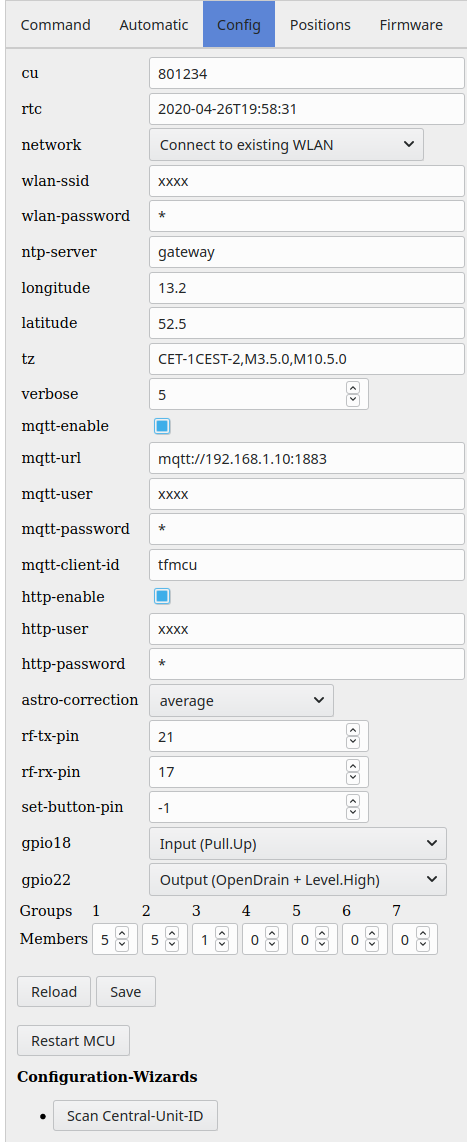 Command Automatic Config Positions Firmware
cu 801234
rtc 2020-04-26T19:58:31
network Connect to existing WLAN
wlan-ssid xxxx
wlan-password *
ntp-server gateway
longitude 13.2
latitude 52.5
tz CET-1CEST-2,M3.5.0,M10.5.0
verbose 5
mqtt-enable
mqtt-url mqtt://192.168.1.10:1883
mqtt-user xxxx
mqtt-password *
mqtt-client-id tfmcu
http-enable
http-user xxxx
http-password *
astro-correction average
rf-tx-pin 21
rf-rx-pin 17
set-button-pin -1
gpio18 Input (Pull.Up)
gpio22 Output (OpenDrain + Level.High)
Groups 1 2 3 4 5 6 7
Members 5 5 1 0 0 0 0
Reload Save
Restart MCU
Configuration-Wizards
• Scan Central-Unit-ID